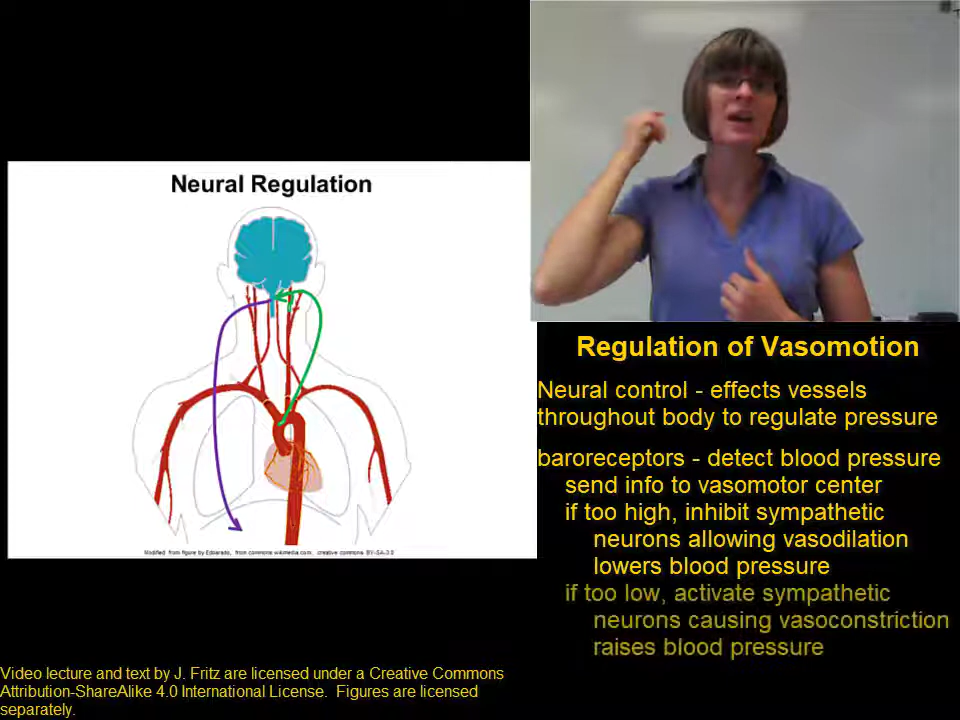 Neural Regulation
Modified from figure by Edoarado, from commons.wikimedia.com, creative commons BY-SA-3.0
Regulation of Vasomotion
Neural control - effects vessels
throughout body to regulate pressure
baroreceptors - detect blood pressure
send info to vasomotor center
if too high, inhibit sympathetic
neurons allowing vasodilation
lowers blood pressure
if too low, activate sympathetic
neurons causing vasoconstriction
raises blood pressure
Video lecture and text by J. Fritz are licensed under a Creative Commons
Attribution-ShareAlike 4.0 International License. Figures are licensed
separately.